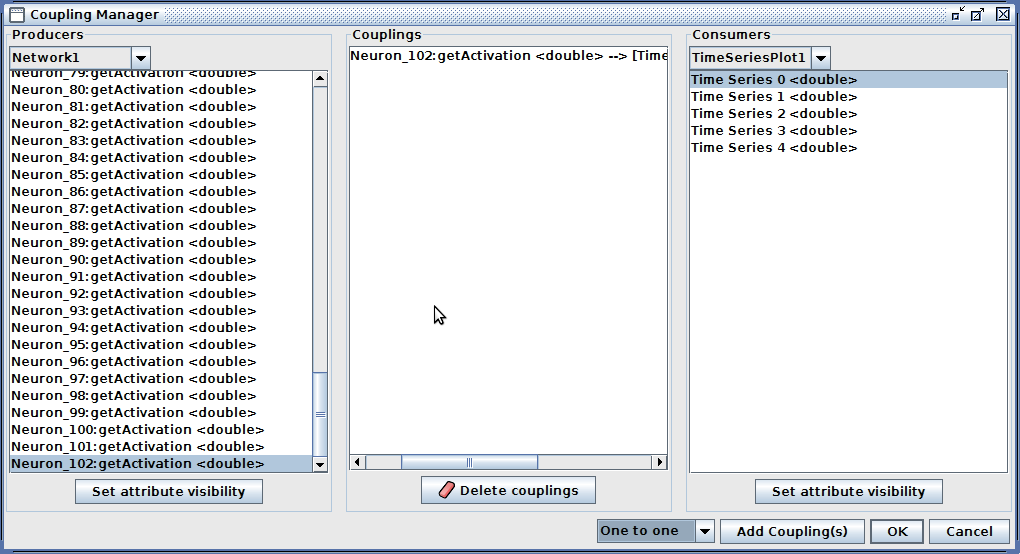 Coupling Manager
Producers
Network1
Neuron_79:getActivation <double>
Neuron_80:getActivation <double>
Neuron_81:getActivation <double>
Neuron_82:getActivation <double>
Neuron_83:getActivation <double>
Neuron_84:getActivation <double>
Neuron_85:getActivation <double>
Neuron_86:getActivation <double>
Neuron_87:getActivation <double>
Neuron_88:getActivation <double>
Neuron_89:getActivation <double>
Neuron_90:getActivation <double>
Neuron_91:getActivation <double>
Neuron_92:getActivation <double>
Neuron_93:getActivation <double>
Neuron_94:getActivation <double>
Neuron_95:getActivation <double>
Neuron_96:getActivation <double>
Neuron_97:getActivation <double>
Neuron_98:getActivation <double>
Neuron_99:getActivation <double>
Neuron_100:getActivation <double>
Neuron_101:getActivation <double>
Neuron_102:getActivation <double>
Set attribute visibility
Couplings
Neuron_102:getActivation <double> --> [Time
Delete couplings
Consumers
TimeSeriesPlot1
Time Series 0 <double>
Time Series 1 <double>
Time Series 2 <double>
Time Series 3 <double>
Time Series 4 <double>
Set attribute visibility
One to one
Add Coupling(s)
OK
Cancel